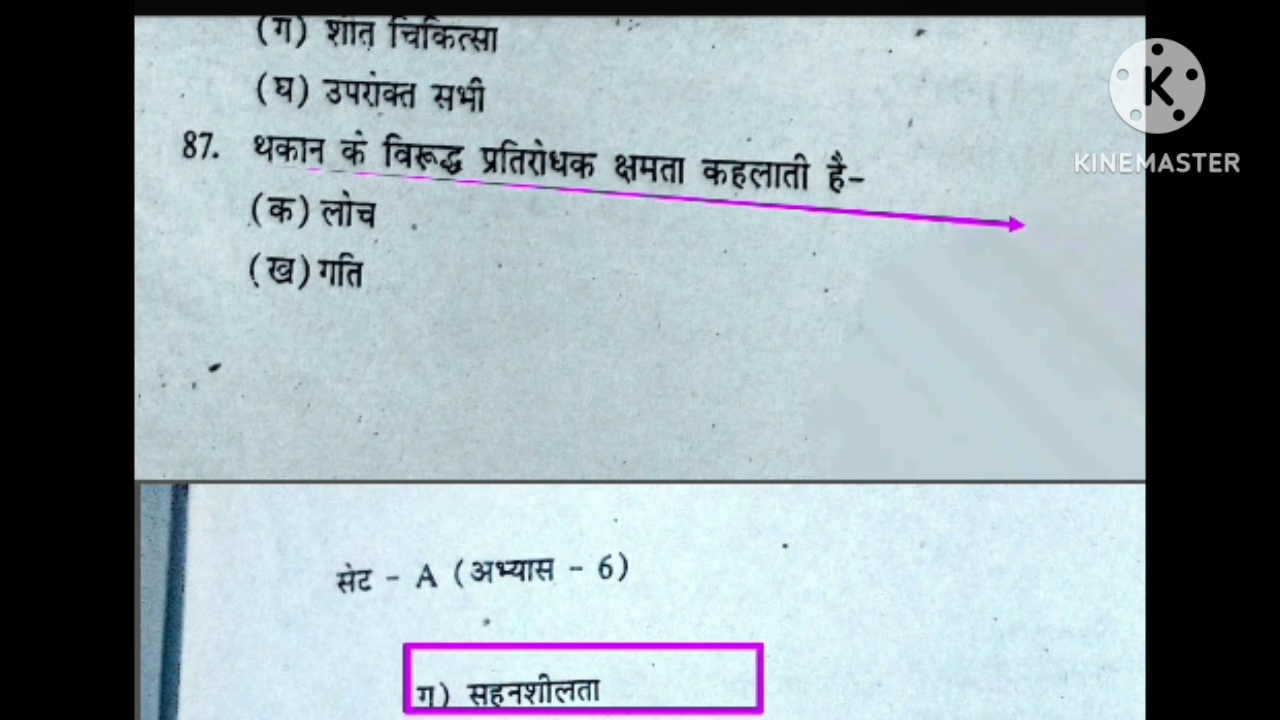 (ग) शीत चिकित्सा
(घ) उपरोक्त सभी
87. थकान के विरूद्ध प्रतिरोधक क्षमता कहलाती है-
(क) लोच
(ख) गति
सेट - A (अभ्यास - 6)
ग) सहनशीलता
K
KINEMASTER